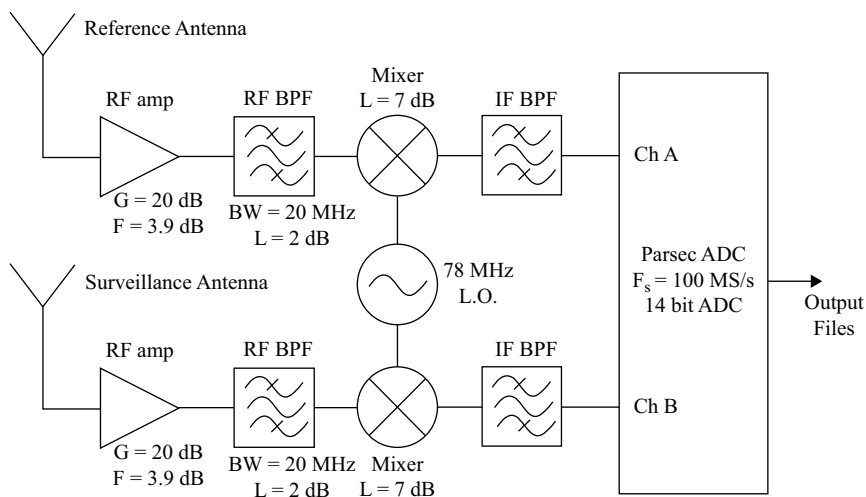 Reference Antenna
RF amp
G = 20 dB
F = 3.9 dB
RF BPF
BW = 20 MHz
L = 2 dB
Mixer
L = 7 dB
IF BPF
Ch A
78 MHz
L.O.
Parsec ADC
Fₛ = 100 MS/s
14 bit ADC
Output
Files
Surveillance Antenna
RF amp
G = 20 dB
F = 3.9 dB
RF BPF
BW = 20 MHz
L = 2 dB
Mixer
L = 7 dB
IF BPF
Ch B